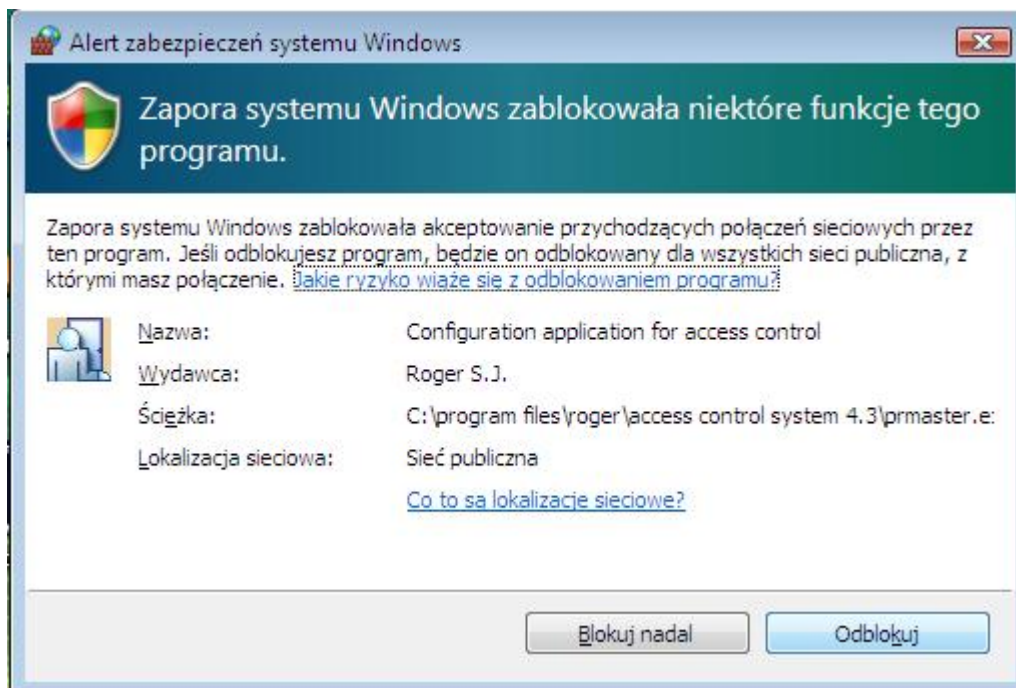 Alert zabezpieczeń systemu Windows
Zapora systemu Windows zablokowała niektóre funkcje tego
programu.
Zapora systemu Windows zablokowała akceptowanie przychodzących połączeń sieciowych przez
ten program. Jeśli odblokujesz program, będzie on odblokowany dla wszystkich sieci publiczna, z
którymi masz połączenie. Jakie ryzyko wiąże się z odblokowaniem programu?
Nazwa: Configuration application for access control
Wydawca: Roger S.J.
Ścieżka: C:\program files\roger\access control system 4.3\prmaster.e:
Lokalizacja sieciowa: Sieć publiczna
Co to są lokalizacje sieciowe?
Blokuj nadal Odblokuj